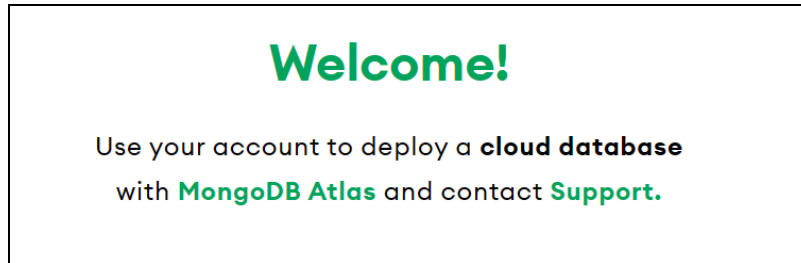 Welcome!
Use your account to deploy a cloud database
with MongoDB Atlas and contact Support.